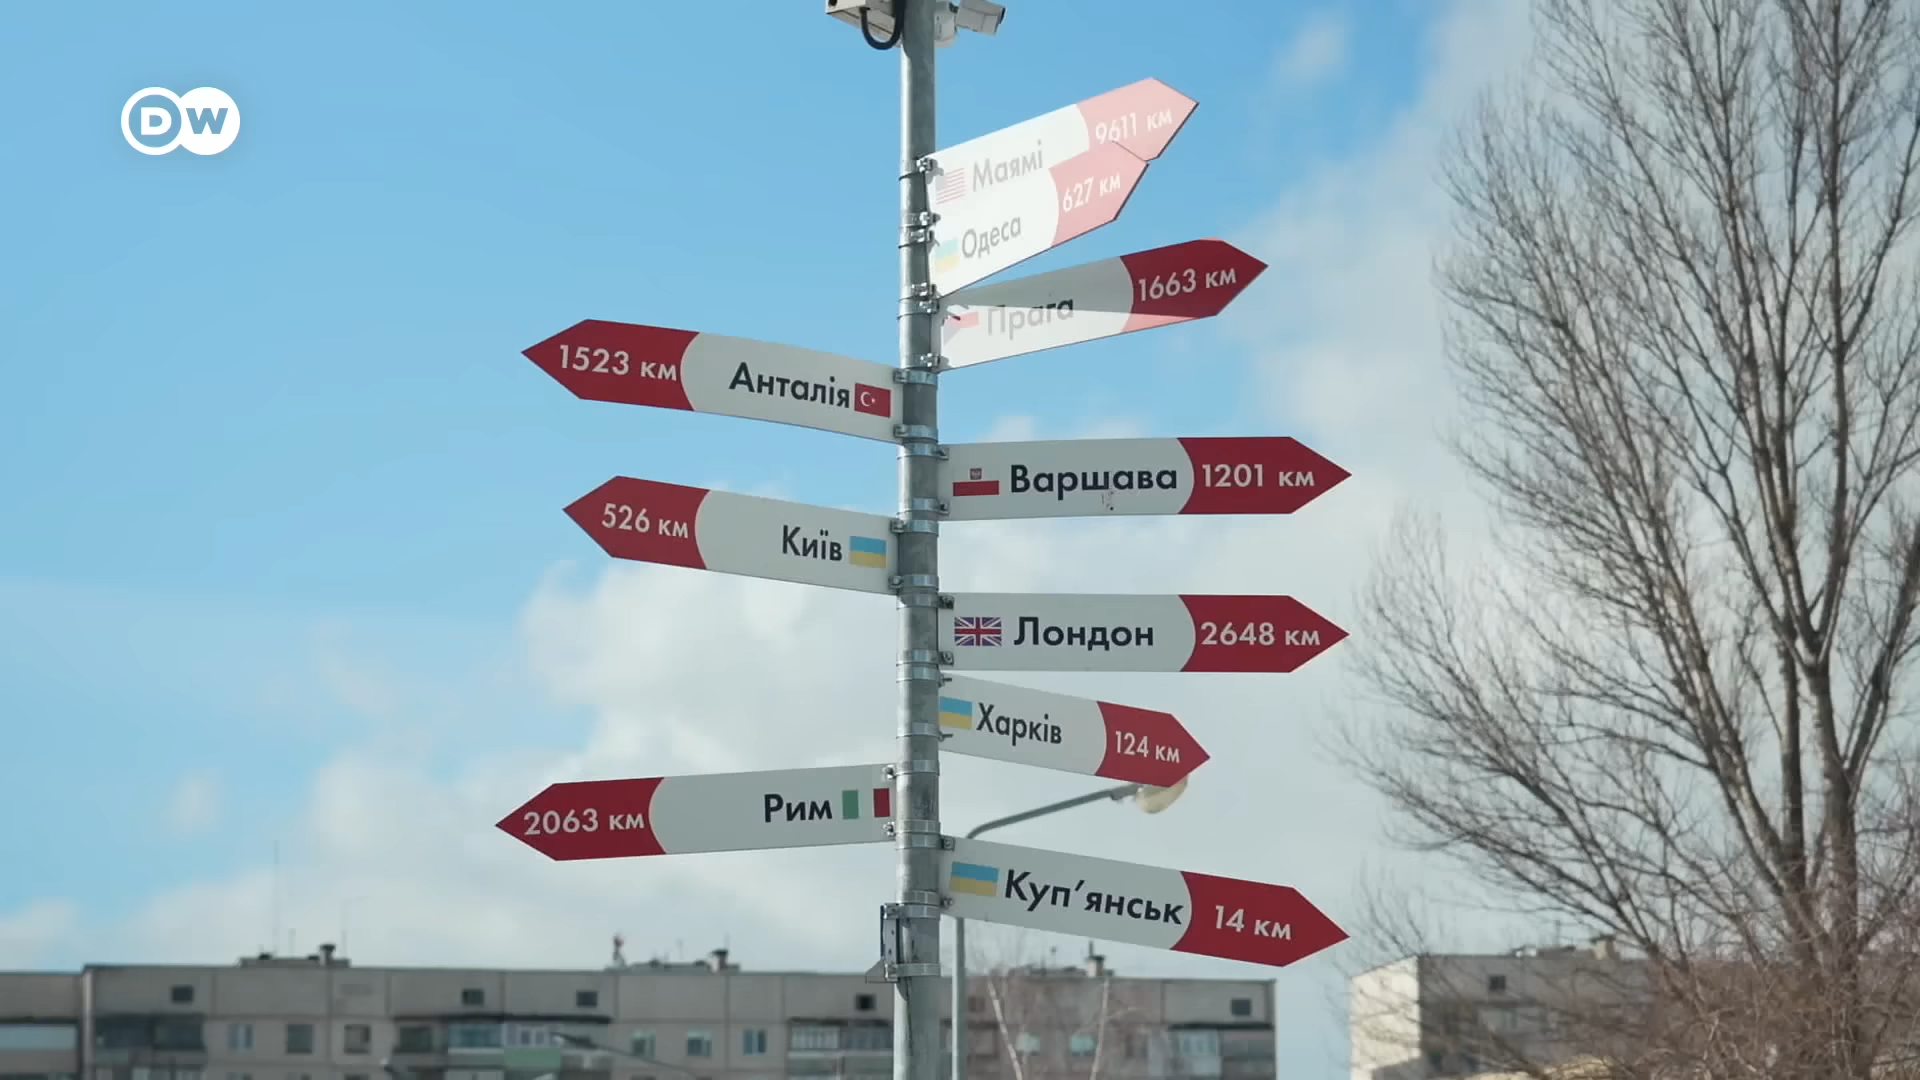 DW
Маямі 9611 км
Одеса 627 км
Прага 1663 км
1523 км Анталія
Варшава 1201 км
526 км Київ
Лондон 2648 км
Харків 124 км
2063 км Рим
Куп’янськ 14 км